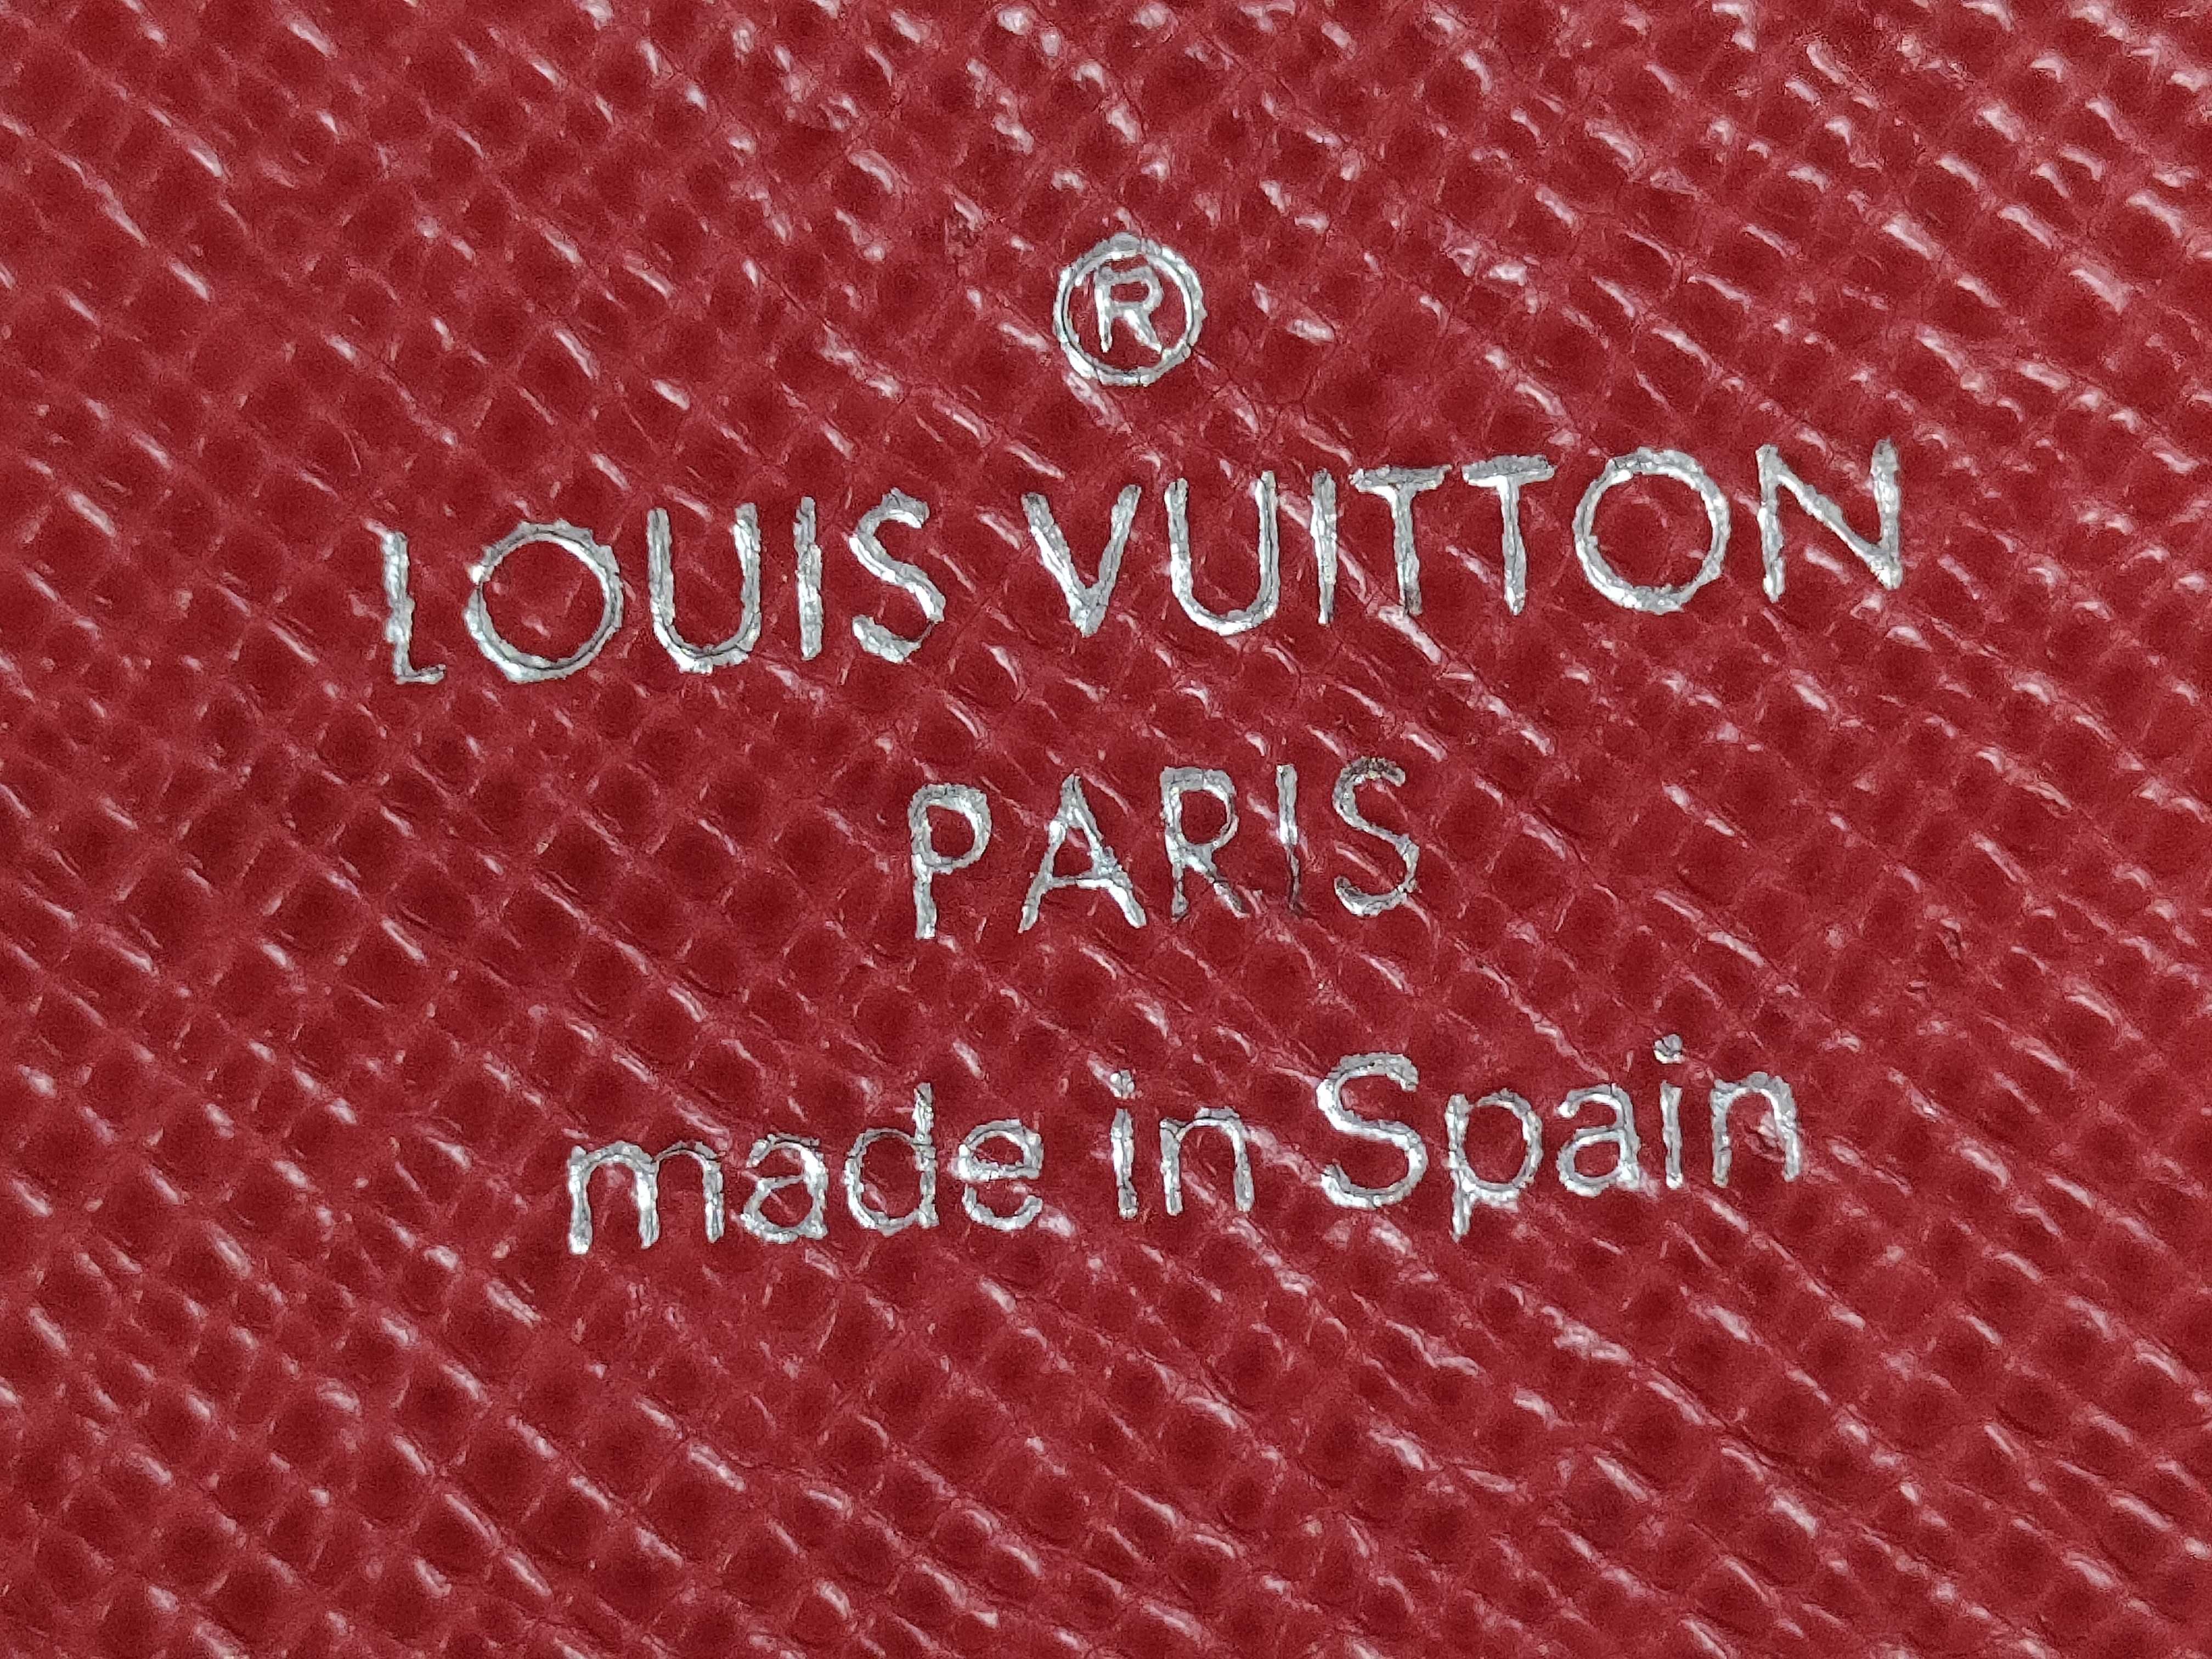 ®
LOUIS VUITTON
PARIS
made in Spain